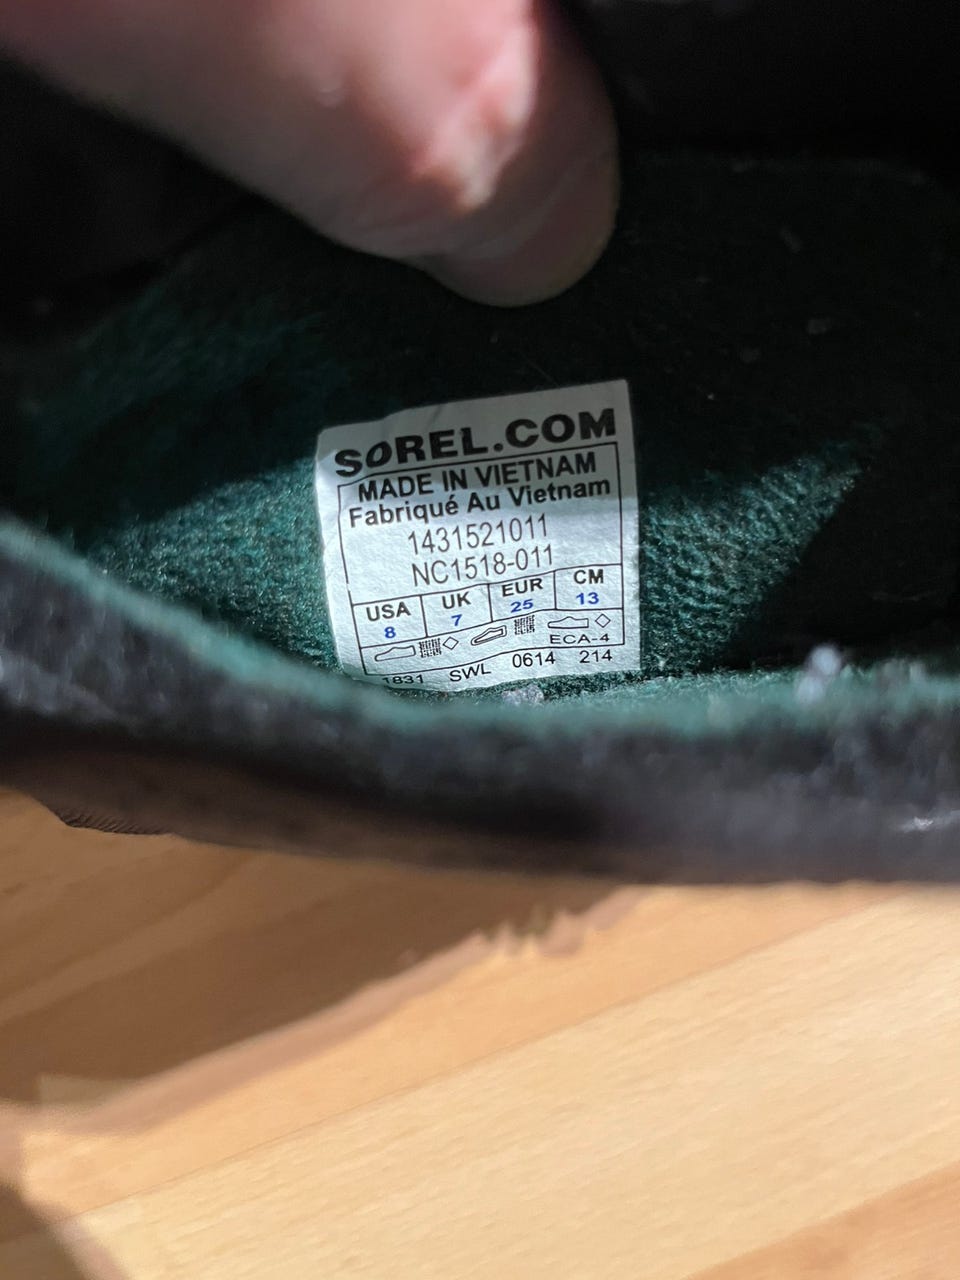 SOREL.COM
MADE IN VIETNAM
Fabriqué Au Vietnam
1431521011
NC1518-011
USA UK EUR CM
8 7 25 13
ECA-4
1831 SWL 0614 214